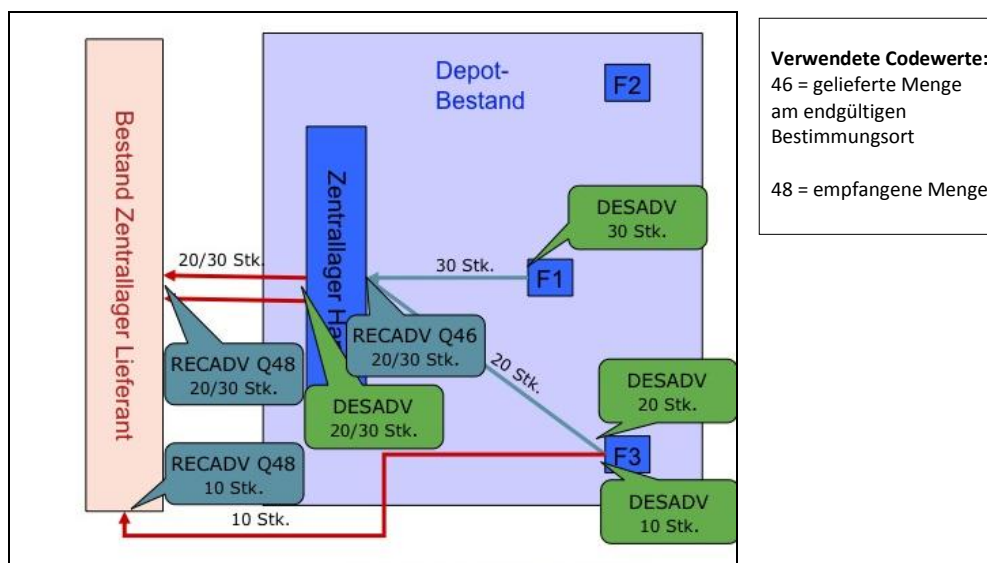 Depot-
Bestand
F2
Bestand Zentrallager Lieferant
Zentrallager
DESADV
30 Stk.
20/30 Stk.
30 Stk.
F1
RECADV Q46
20/30 Stk.
RECADV Q48
20/30 Stk.
20 Stk.
DESADV
20 Stk.
DESADV
20/30 Stk.
F3
RECADV Q48
10 Stk.
DESADV
10 Stk.
10 Stk.
Verwendete Codewerte:
46 = gelieferte Menge
am endgültigen
Bestimmungsort
48 = empfangene Menge